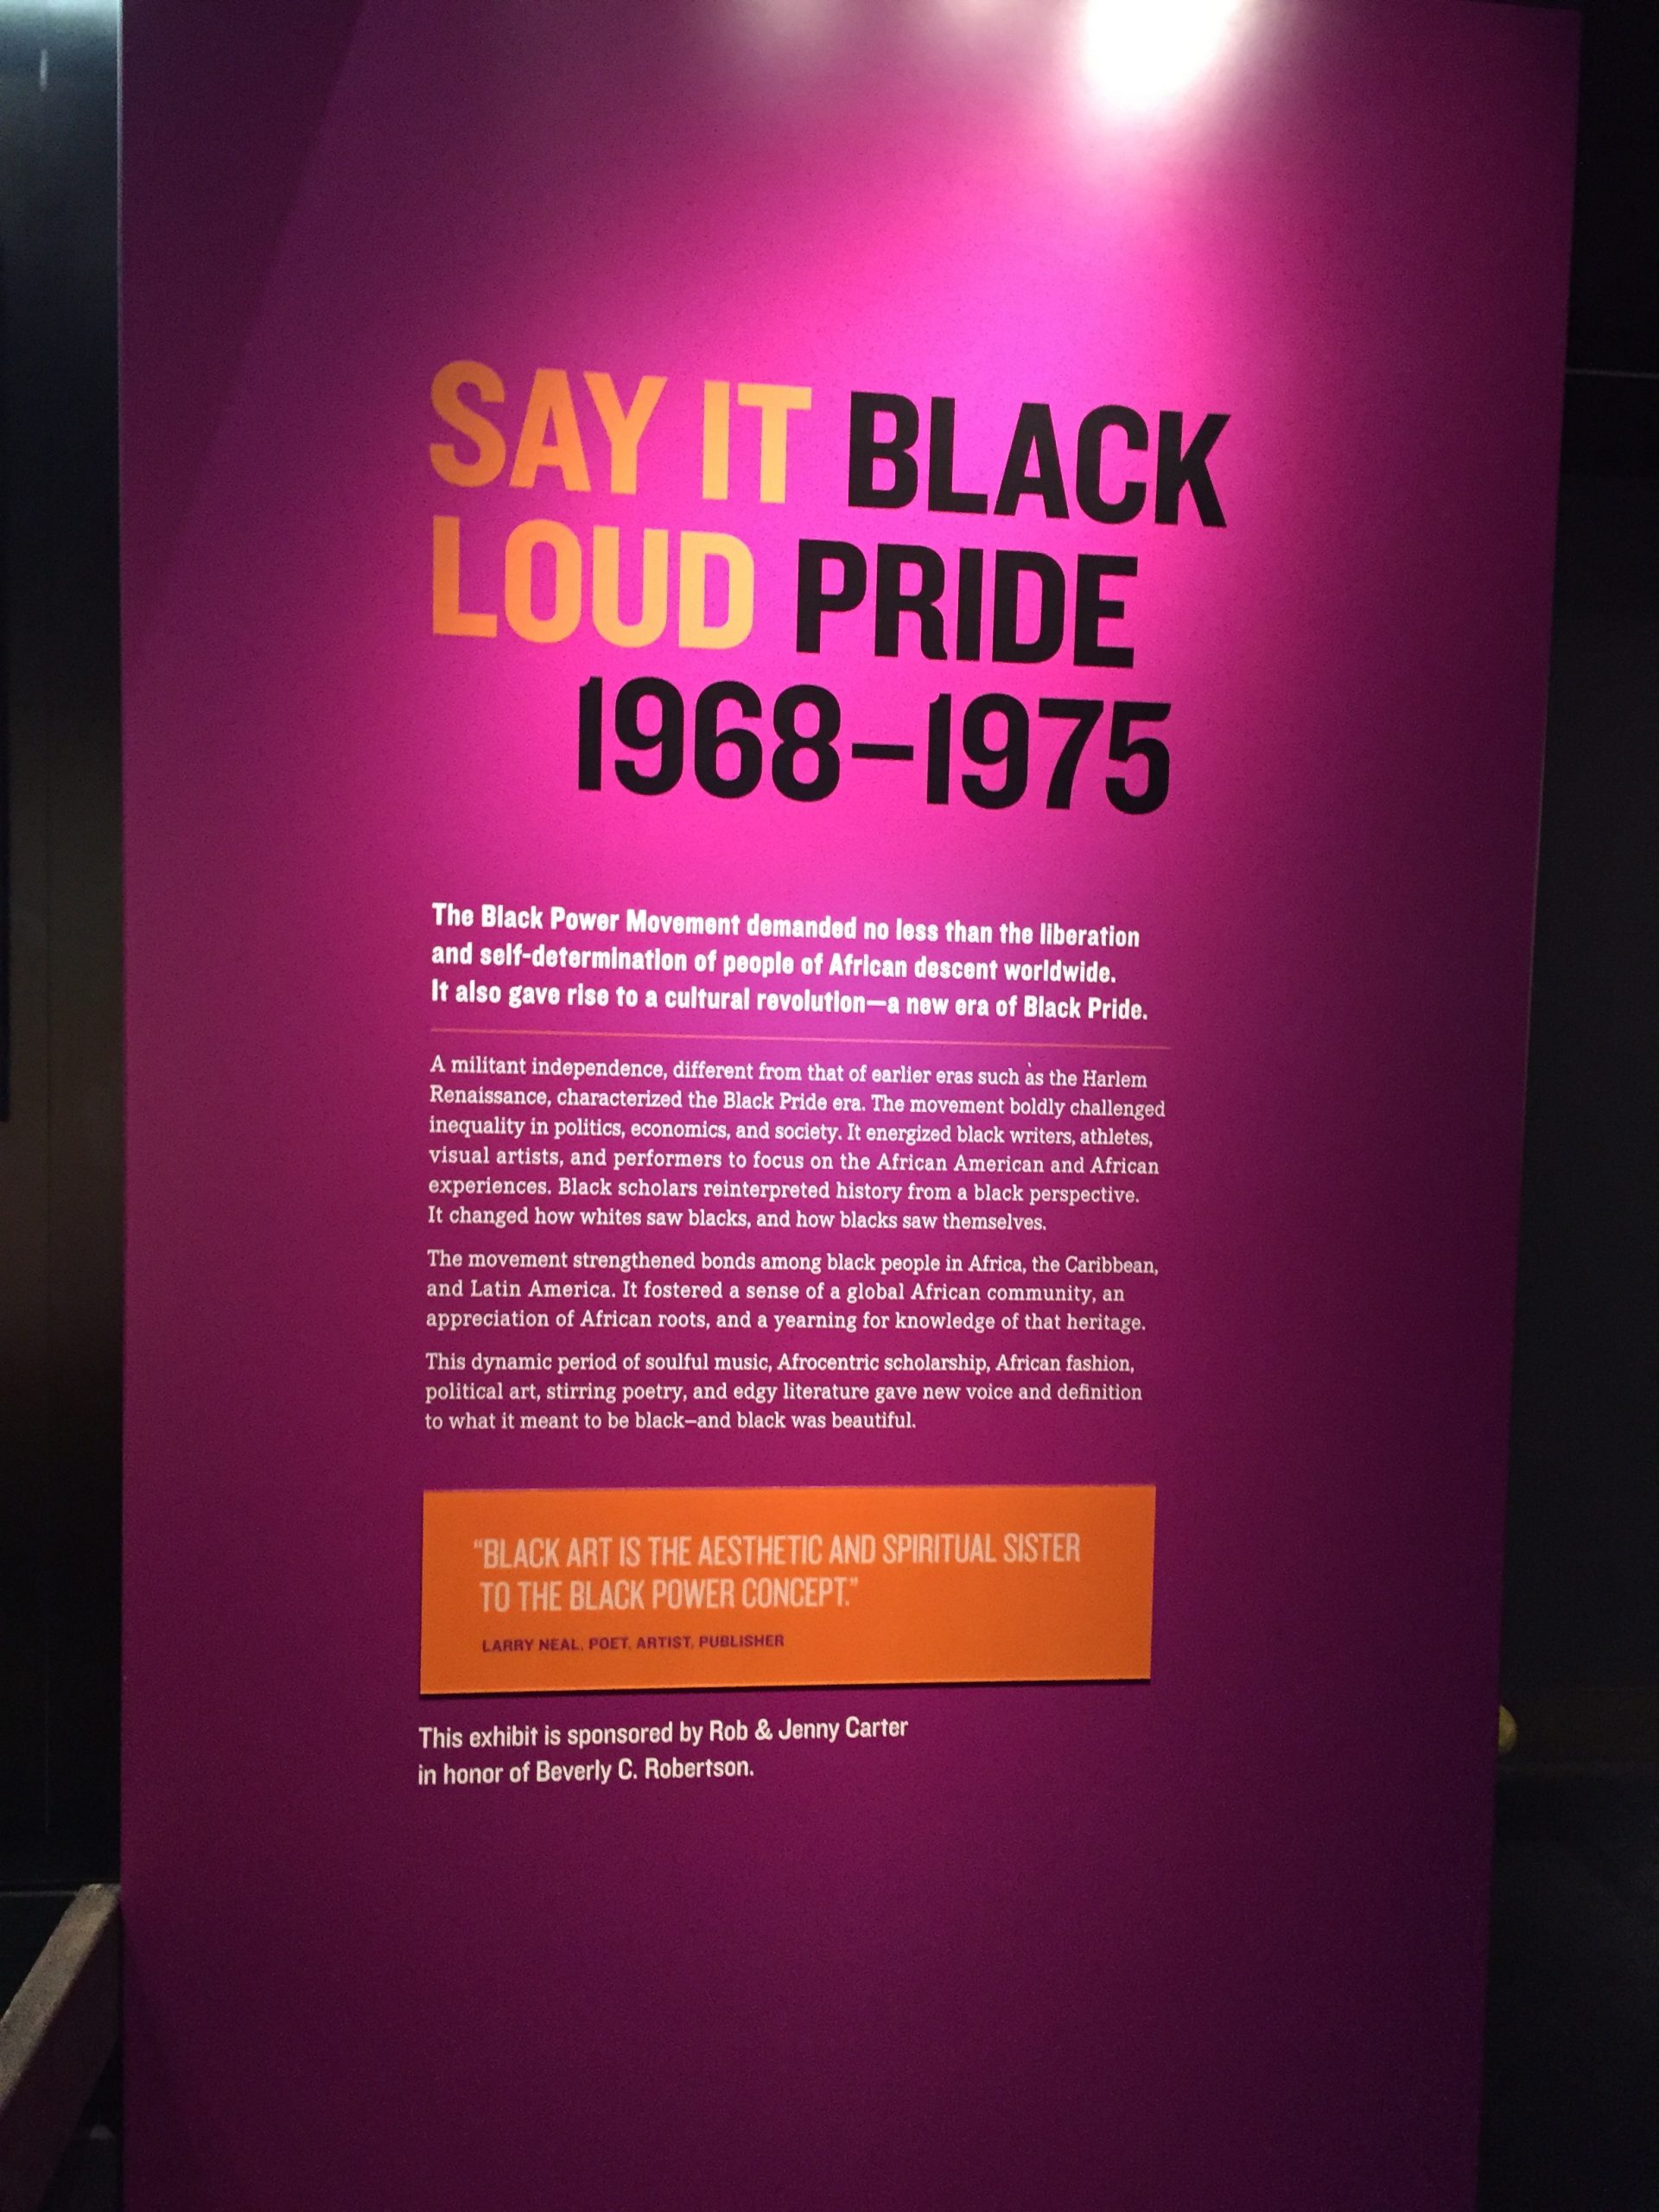 SAY IT BLACK
LOUD PRIDE
1968–1975
The Black Power Movement demanded no less than the liberation
and self-determination of people of African descent worldwide.
It also gave rise to a cultural revolution—a new era of Black Pride.
A militant independence, different from that of earlier eras such as the Harlem
Renaissance, characterized the Black Pride era. The movement boldly challenged
inequality in politics, economics, and society. It energized black writers, athletes,
visual artists, and performers to focus on the African American and African
experiences. Black scholars reinterpreted history from a black perspective.
It changed how whites saw blacks, and how blacks saw themselves.
The movement strengthened bonds among black people in Africa, the Caribbean,
and Latin America. It fostered a sense of a global African community, an
appreciation of African roots, and a yearning for knowledge of that heritage.
This dynamic period of soulful music, Afrocentric scholarship, African fashion,
political art, stirring poetry, and edgy literature gave new voice and definition
to what it meant to be black–and black was beautiful.
“BLACK ART IS THE AESTHETIC AND SPIRITUAL SISTER
TO THE BLACK POWER CONCEPT.”
LARRY NEAL, POET, ARTIST, PUBLISHER
This exhibit is sponsored by Rob & Jenny Carter
in honor of Beverly C. Robertson.